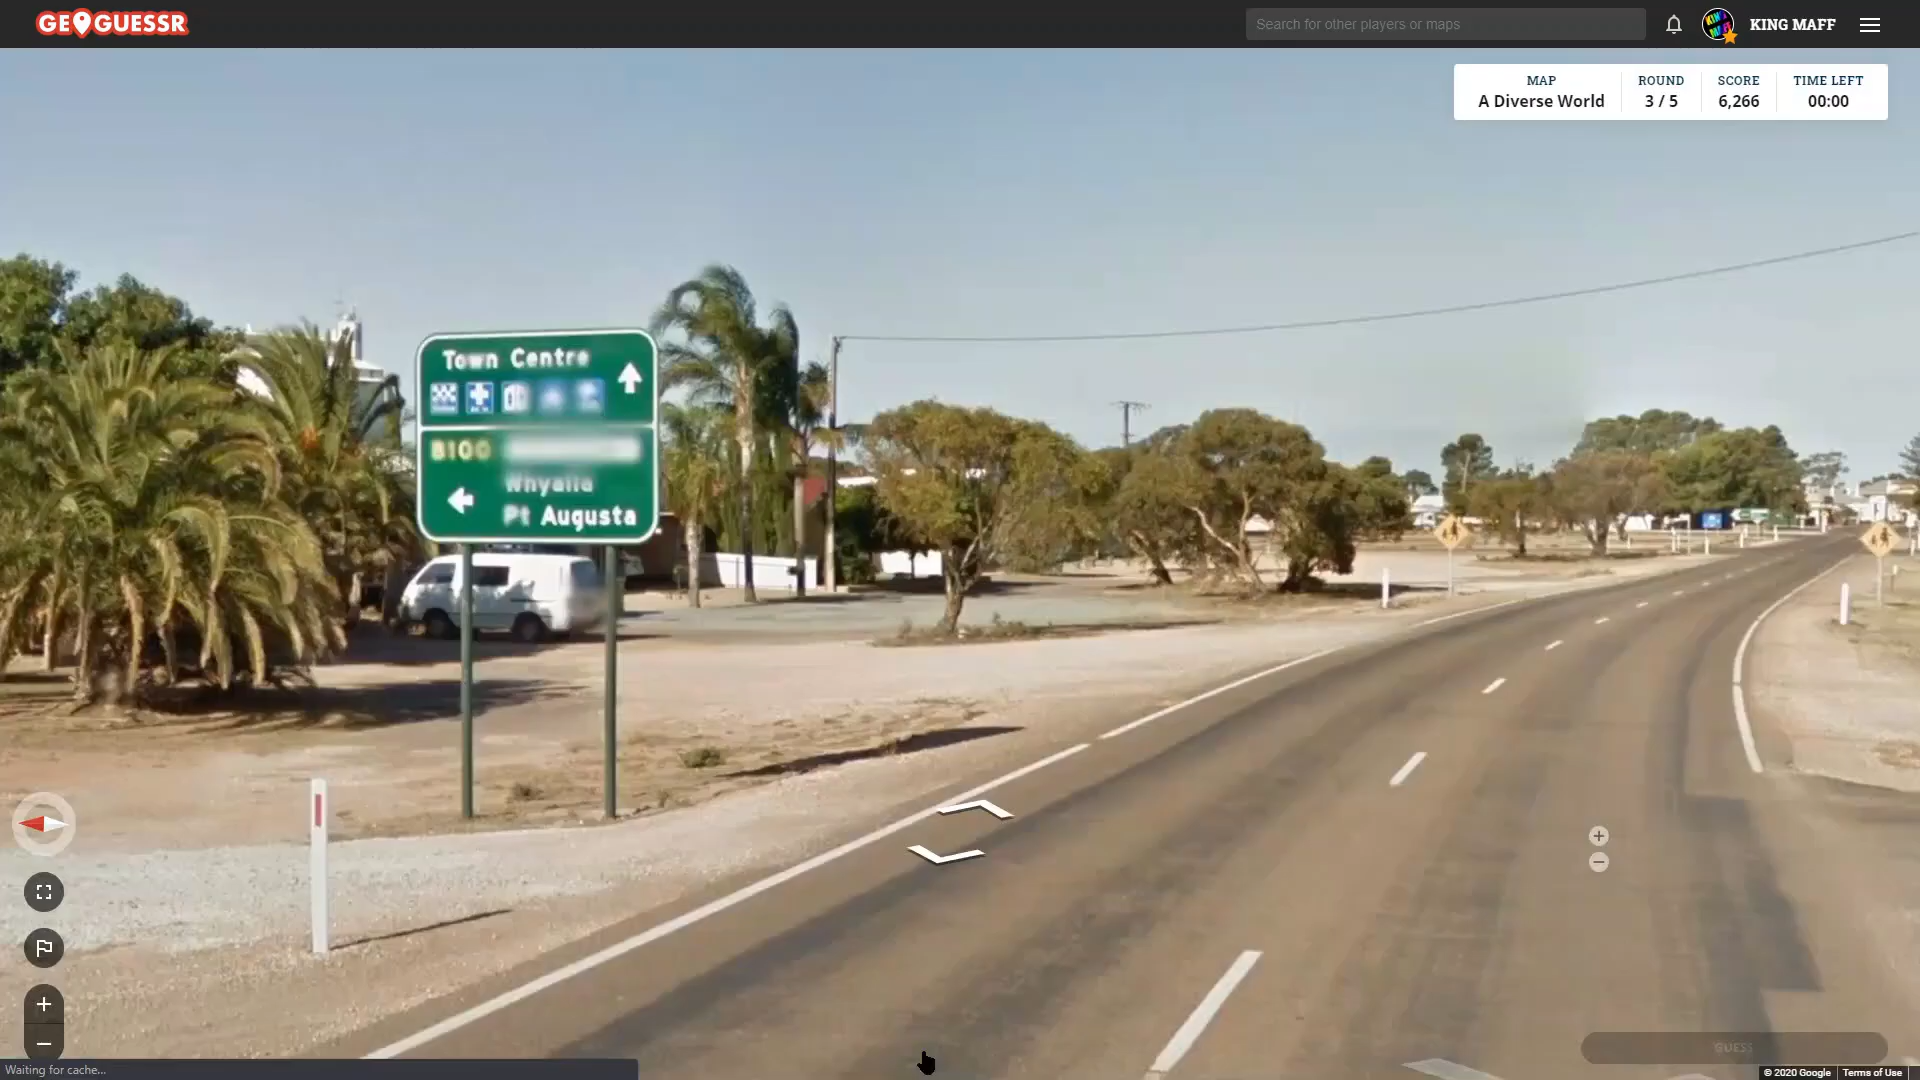 GEOGUESSR
Search for other players or maps
KING MAFF
MAP
A Diverse World
ROUND
3 / 5
SCORE
6,266
TIME LEFT
00:00
Town Centre
B100
Whyalla
Pt Augusta
GUESS
Waiting for cache...
© 2020 Google
Terms of Use